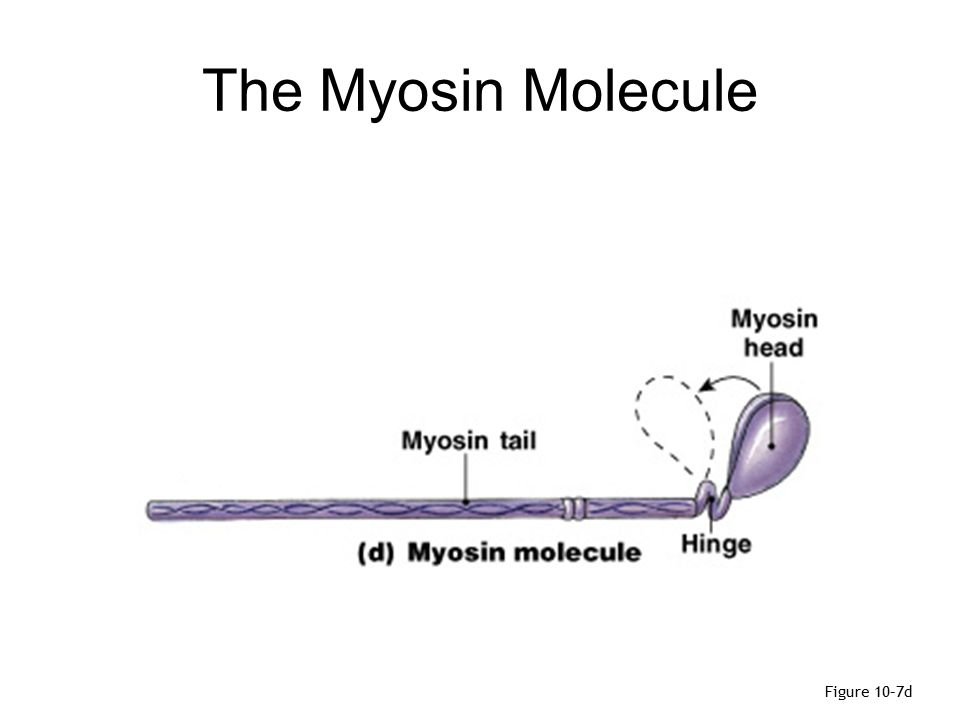 The Myosin Molecule
Myosin
head
Myosin tail
Hinge
(d) Myosin molecule
Figure 10-7d